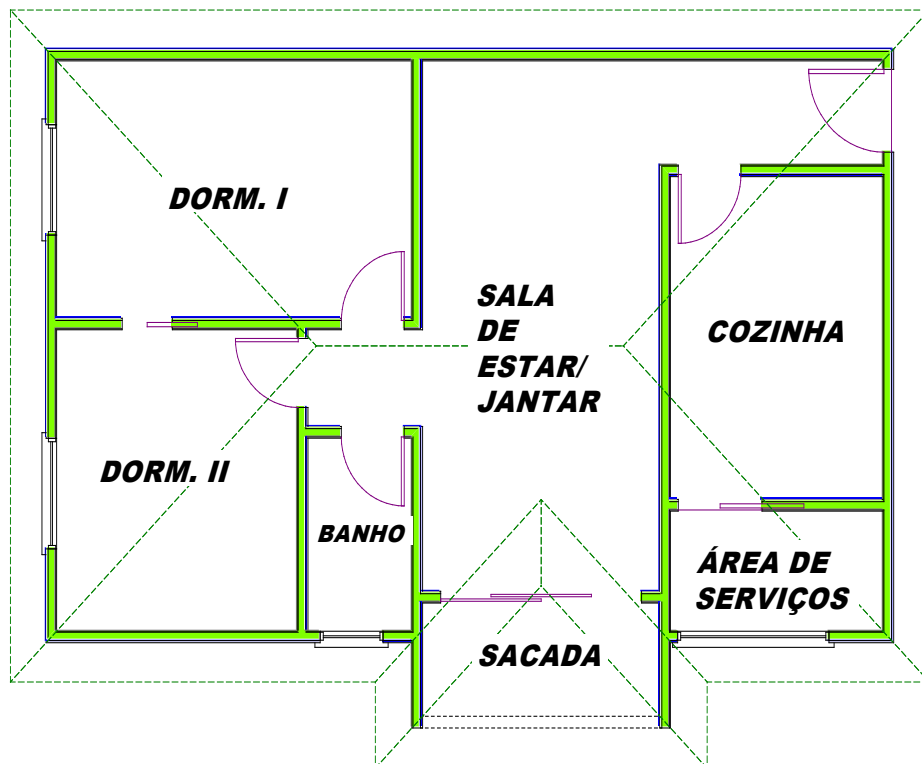 DORM. I
SALA
DE
ESTAR/
JANTAR
COZINHA
DORM. II
BANHO
ÁREA DE
SERVIÇOS
SACADA